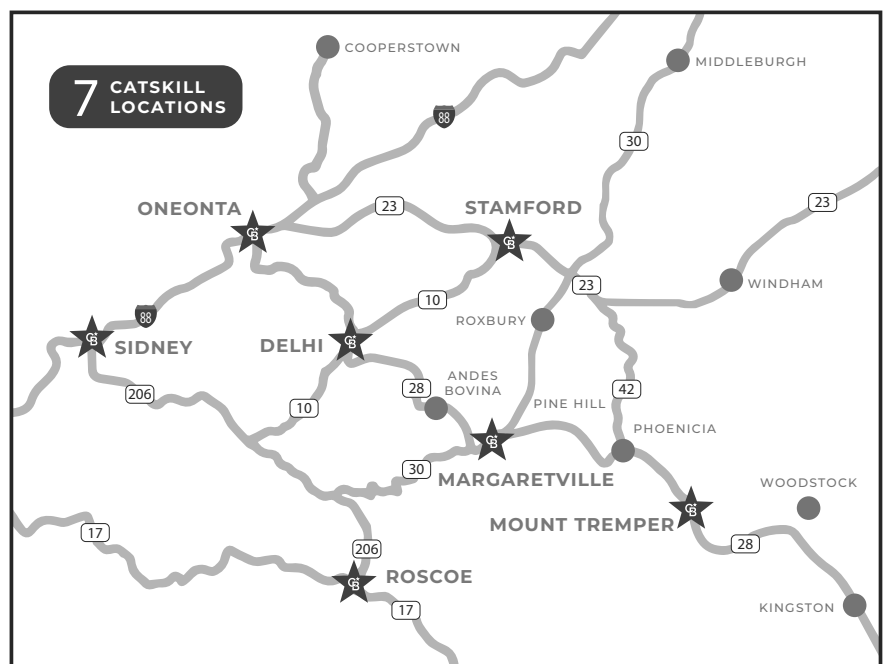 COOPERSTOWN
MIDDLEBURGH
7 CATSKILL
LOCATIONS
88
30
ONEONTA
23
STAMFORD
23
23
WINDHAM
10
88
ROXBURY
SIDNEY
DELHI
ANDES
BOVINA
28
42
206
10
PINE HILL
PHOENICIA
30
MARGARETVILLE
WOODSTOCK
MOUNT TREMPER
17
28
206
ROSCOE
17
KINGSTON